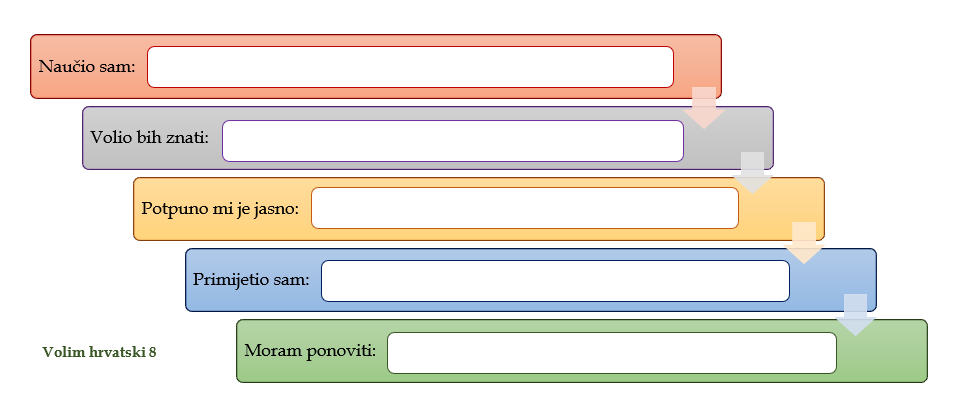 Naučio sam:
Volio bih znati:
Potpuno mi je jasno:
Primijetio sam:
Moram ponoviti:
Volim hrvatski 8